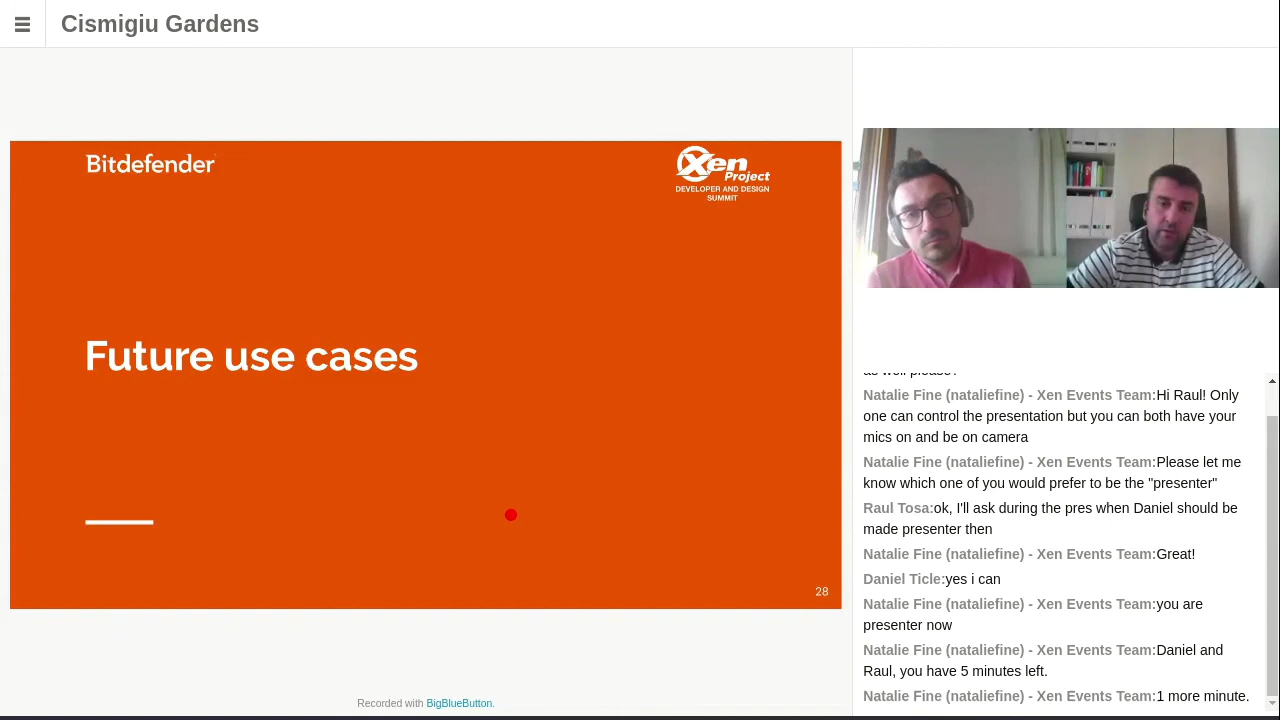 Cismigiu Gardens
Bitdefender
Xen
Project
DEVELOPER AND DESIGN
SUMMIT
Future use cases
28
Recorded with BigBlueButton.
as well please?
Natalie Fine (nataliefine) - Xen Events Team:Hi Raul! Only
one can control the presentation but you can both have your
mics on and be on camera
Natalie Fine (nataliefine) - Xen Events Team:Please let me
know which one of you would prefer to be the "presenter"
Raul Tosa:ok, I'll ask during the pres when Daniel should be
made presenter then
Natalie Fine (nataliefine) - Xen Events Team:Great!
Daniel Ticle:yes i can
Natalie Fine (nataliefine) - Xen Events Team:you are
presenter now
Natalie Fine (nataliefine) - Xen Events Team:Daniel and
Raul, you have 5 minutes left.
Natalie Fine (nataliefine) - Xen Events Team:1 more minute.